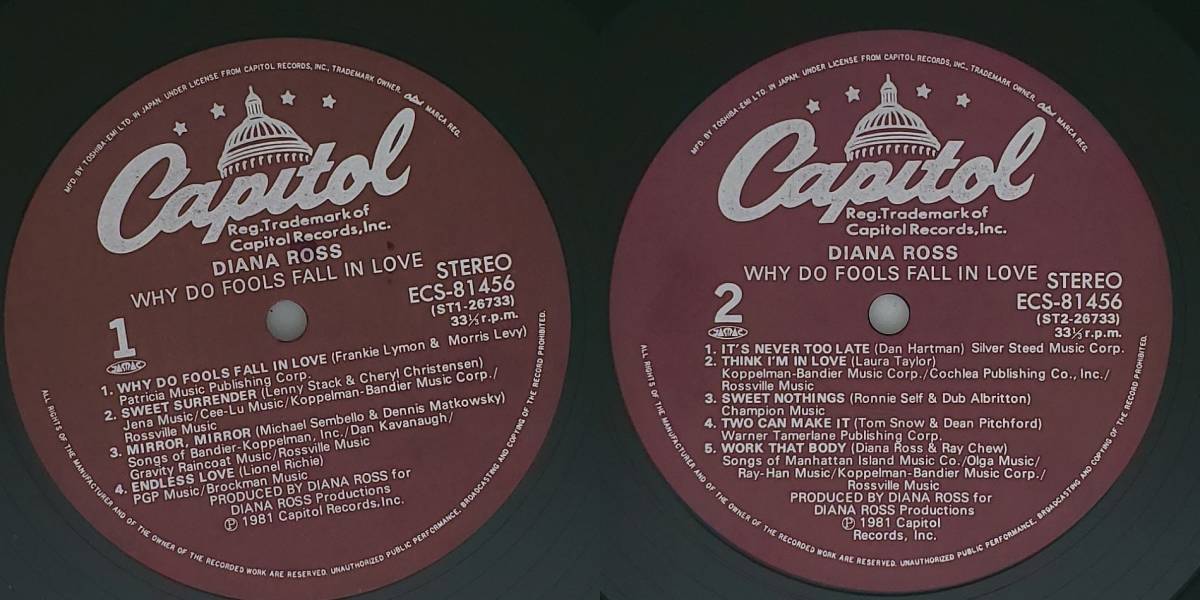 MFD. BY TOSHIBA-EMI LTD. IN JAPAN. UNDER LICENSE FROM CAPITOL RECORDS, INC., TRADEMARK OWNER. MARCA REG.
Capitol
Reg.Trademark of
Capitol Records,Inc.
DIANA ROSS
WHY DO FOOLS FALL IN LOVE
STEREO
ECS-81456
(ST1-26733)
33⅓ r.p.m.
1
JASRAC
1. WHY DO FOOLS FALL IN LOVE (Frankie Lymon & Morris Levy)
Patricia Music Publishing Corp.
2. SWEET SURRENDER (Lenny Stack & Cheryl Christensen)
Jena Music/Cee-Lu Music/Koppelman-Bandier Music Corp./
Rossville Music
3. MIRROR, MIRROR (Michael Sembello & Dennis Matkowsky)
Songs of Bandier-Koppelman, Inc./Dan Kavanaugh/
Gravity Raincoat Music/Rossville Music
4. ENDLESS LOVE (Lionel Richie)
PGP Music/Brockman Music
PRODUCED BY DIANA ROSS for
DIANA ROSS Productions
Ⓟ 1981 Capitol Records,Inc.
ALL RIGHTS OF THE MANUFACTURER AND OF THE OWNER OF THE RECORDED WORK ARE RESERVED. UNAUTHORIZED PUBLIC PERFORMANCE, BROADCASTING AND COPYING OF THE RECORD PROHIBITED.
MFD. BY TOSHIBA-EMI LTD. IN JAPAN. UNDER LICENSE FROM CAPITOL RECORDS, INC., TRADEMARK OWNER. MARCA REG.
Capitol
Reg.Trademark of
Capitol Records,Inc.
DIANA ROSS
WHY DO FOOLS FALL IN LOVE
STEREO
ECS-81456
(ST2-26733)
33⅓ r.p.m.
2
JASRAC
1. IT'S NEVER TOO LATE (Dan Hartman) Silver Steed Music Corp.
2. THINK I'M IN LOVE (Laura Taylor)
Koppelman-Bandier Music Corp./Cochlea Publishing Co., Inc./
Rossville Music
3. SWEET NOTHINGS (Ronnie Self & Dub Albritton)
Champion Music
4. TWO CAN MAKE IT (Tom Snow & Dean Pitchford)
Warner Tamerlane Publishing Corp.
5. WORK THAT BODY (Diana Ross & Ray Chew)
Songs of Manhattan Island Music Co./Olga Music/
Ray-Han Music/Koppelman-Bandier Music Corp./
Rossville Music
PRODUCED BY DIANA ROSS for
DIANA ROSS Productions
Ⓟ 1981 Capitol
Records, Inc.
ALL RIGHTS OF THE MANUFACTURER AND OF THE OWNER OF THE RECORDED WORK ARE RESERVED. UNAUTHORIZED PUBLIC PERFORMANCE, BROADCASTING AND COPYING OF THE RECORD PROHIBITED.